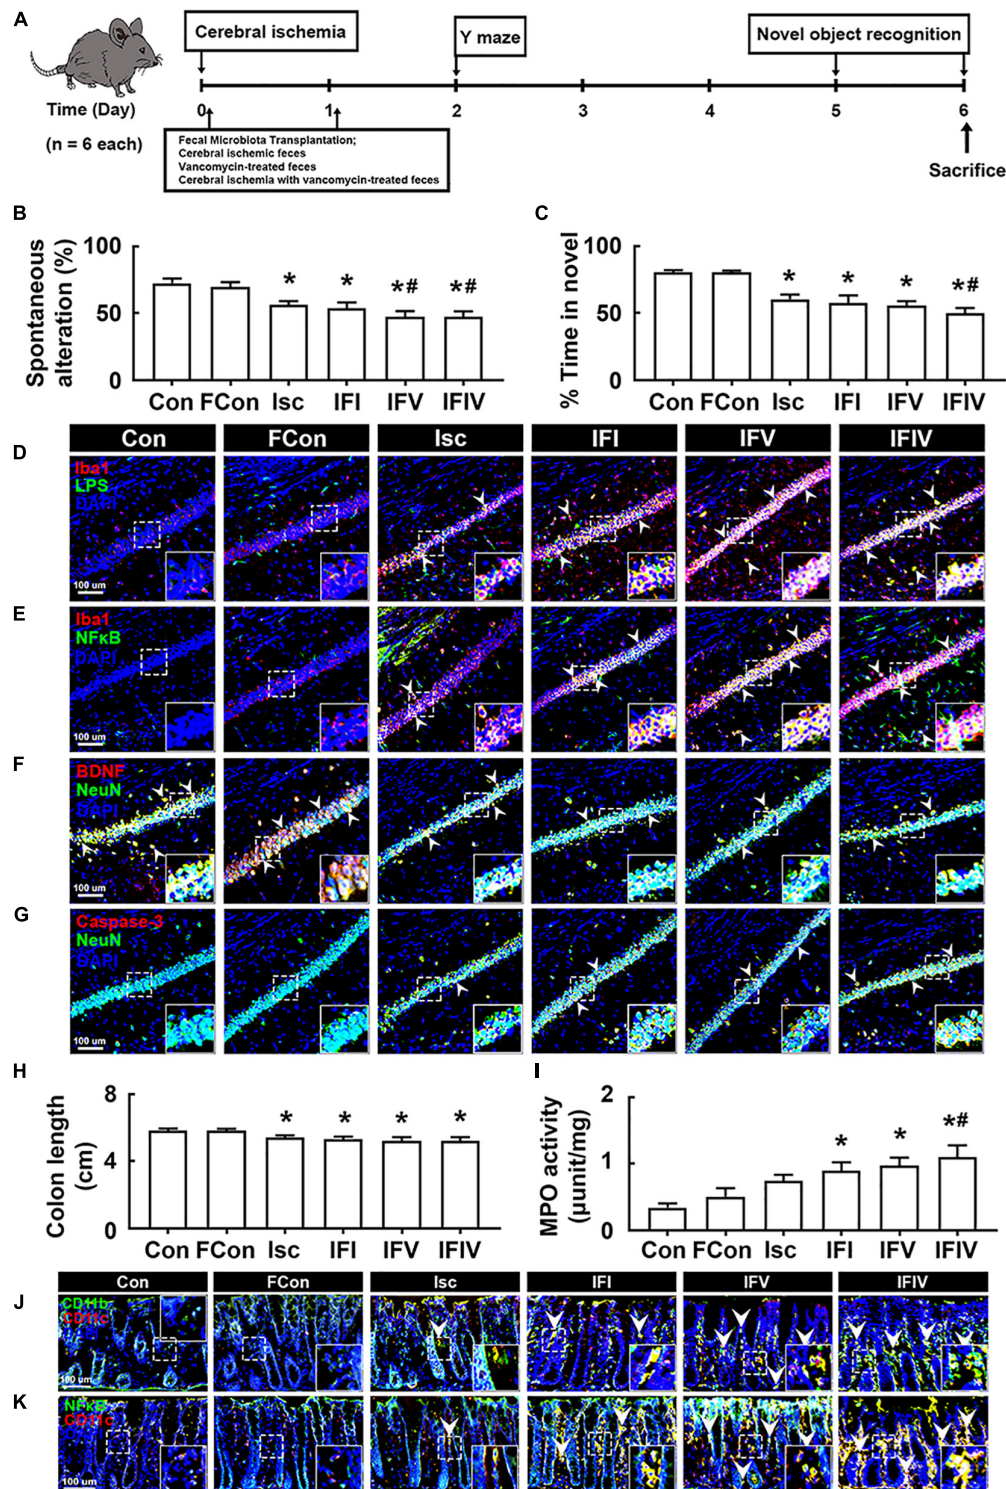 A
Cerebral ischemia
Y maze
Novel object recognition
Time (Day)
0 1 2 3 4 5 6
(n = 6 each)
Fecal Microbiota Transplantation;
Cerebral ischemic feces
Vancomycin-treated feces
Cerebral ischemia with vancomycin-treated feces
Sacrifice
B
Spontaneous
alteration (%)
100
50
0
* * *# *#
Con FCon Isc IFI IFV IFIV
C
% Time in novel
100
50
0
* * * *#
Con FCon Isc IFI IFV IFIV
Con FCon Isc IFI IFV IFIV
D
Iba1
LPS
DAPI
100 um
E
Iba1
NFκB
DAPI
100 um
F
BDNF
NeuN
DAPI
100 um
G
Caspase-3
NeuN
DAPI
100 um
H
Colon length
(cm)
8
4
0
* * * *
Con FCon Isc IFI IFV IFIV
I
MPO activity
(µunit/mg)
2
1
0
* * *#
Con FCon Isc IFI IFV IFIV
Con FCon Isc IFI IFV IFIV
J
CD11b
CD11c
100 um
K
NFκB
CD11c
100 um